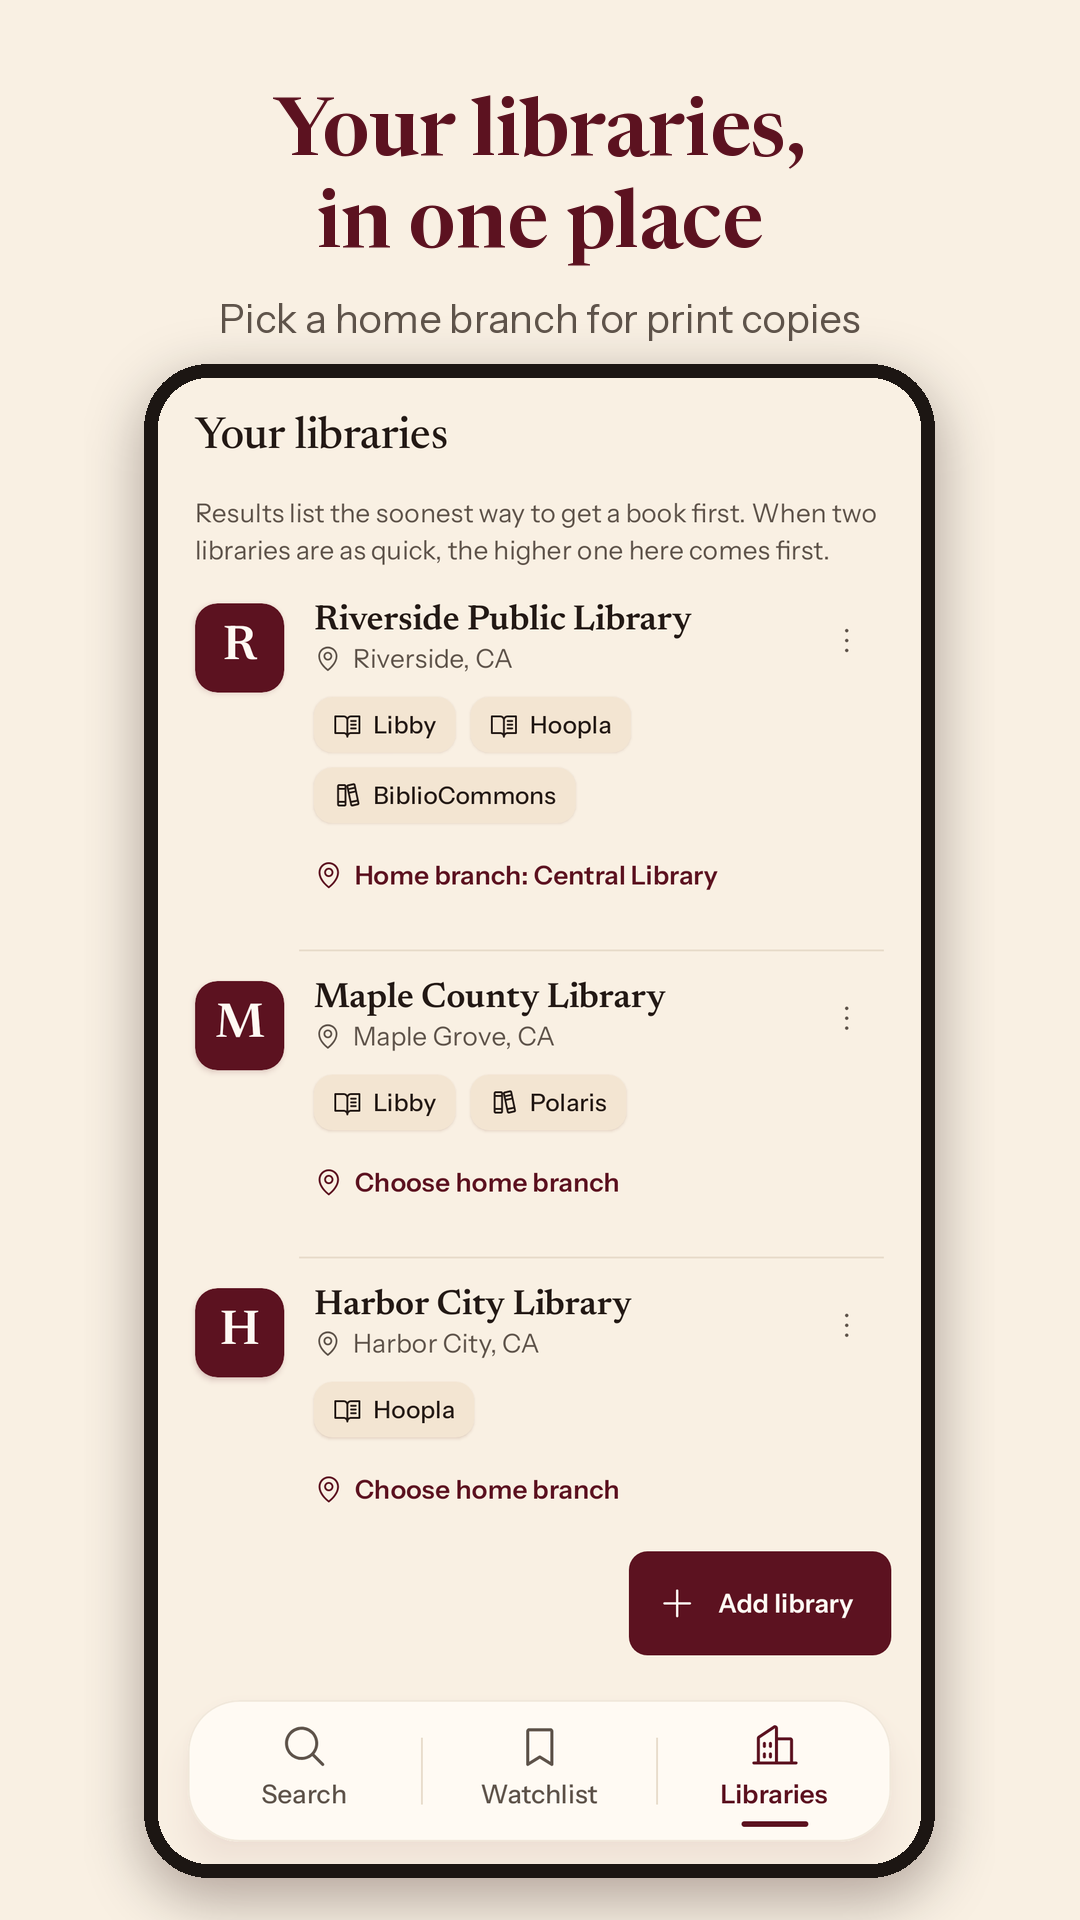 Your libraries,
in one place
Pick a home branch for print copies
Your libraries
Results list the soonest way to get a book first. When two
libraries are as quick, the higher one here comes first.
R
Riverside Public Library
Riverside, CA
Libby
Hoopla
BiblioCommons
Home branch: Central Library
M
Maple County Library
Maple Grove, CA
Libby
Polaris
Choose home branch
H
Harbor City Library
Harbor City, CA
Hoopla
Choose home branch
Add library
Search
Watchlist
Libraries